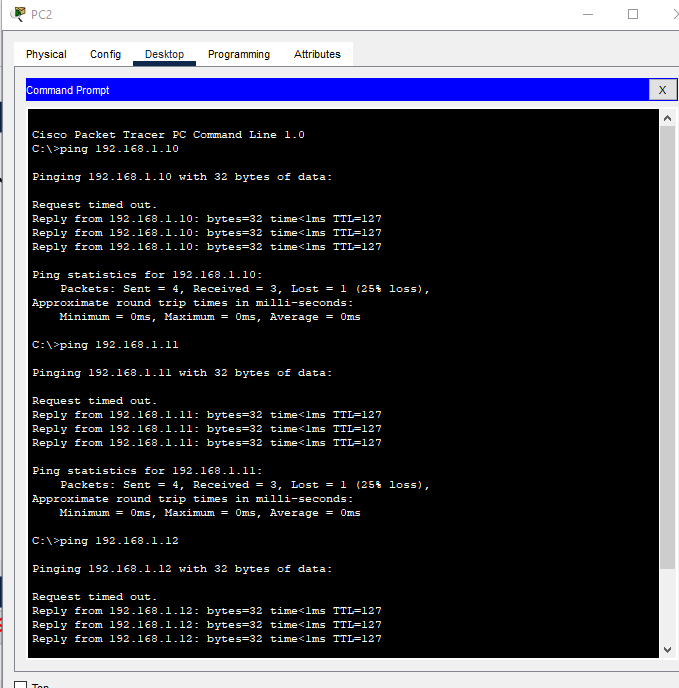 PC2
Physical Config Desktop Programming Attributes
Command Prompt
X
Cisco Packet Tracer PC Command Line 1.0
C:\>ping 192.168.1.10
Pinging 192.168.1.10 with 32 bytes of data:
Request timed out.
Reply from 192.168.1.10: bytes=32 time<1ms TTL=127
Reply from 192.168.1.10: bytes=32 time<1ms TTL=127
Reply from 192.168.1.10: bytes=32 time<1ms TTL=127
Ping statistics for 192.168.1.10:
Packets: Sent = 4, Received = 3, Lost = 1 (25% loss),
Approximate round trip times in milli-seconds:
Minimum = 0ms, Maximum = 0ms, Average = 0ms
C:\>ping 192.168.1.11
Pinging 192.168.1.11 with 32 bytes of data:
Request timed out.
Reply from 192.168.1.11: bytes=32 time<1ms TTL=127
Reply from 192.168.1.11: bytes=32 time<1ms TTL=127
Reply from 192.168.1.11: bytes=32 time<1ms TTL=127
Ping statistics for 192.168.1.11:
Packets: Sent = 4, Received = 3, Lost = 1 (25% loss),
Approximate round trip times in milli-seconds:
Minimum = 0ms, Maximum = 0ms, Average = 0ms
C:\>ping 192.168.1.12
Pinging 192.168.1.12 with 32 bytes of data:
Request timed out.
Reply from 192.168.1.12: bytes=32 time<1ms TTL=127
Reply from 192.168.1.12: bytes=32 time<1ms TTL=127
Reply from 192.168.1.12: bytes=32 time<1ms TTL=127